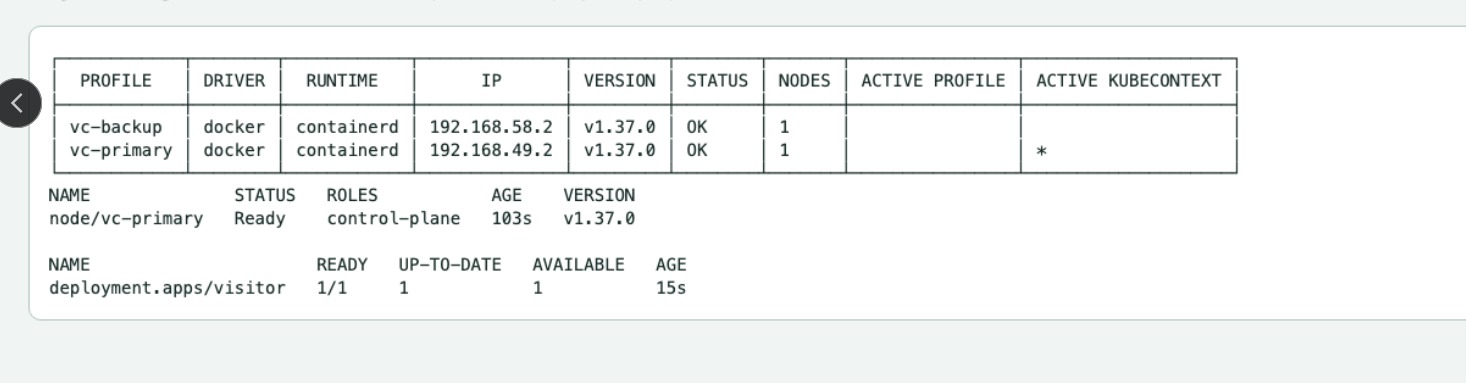 PROFILE DRIVER RUNTIME IP VERSION STATUS NODES ACTIVE PROFILE ACTIVE KUBECONTEXT
vc-backup docker containerd 192.168.58.2 v1.37.0 OK 1
vc-primary docker containerd 192.168.49.2 v1.37.0 OK 1 *
NAME STATUS ROLES AGE VERSION
node/vc-primary Ready control-plane 103s v1.37.0
NAME READY UP-TO-DATE AVAILABLE AGE
deployment.apps/visitor 1/1 1 1 15s